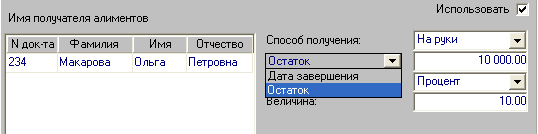 Использовать
Имя получателя алиментов
N док-та Фамилия Имя Отчество
234 Макарова Ольга Петровна
Способ получения: На руки
Остаток 10 000.00
Дата завершения
Остаток
Процент
Величина: 10.00